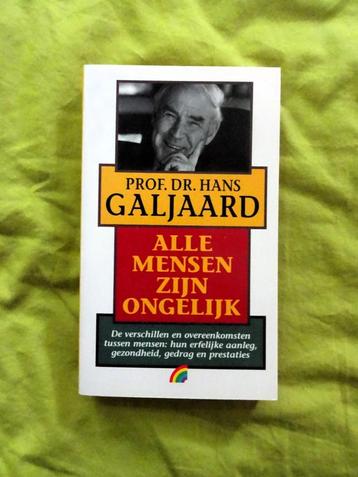 PROF. DR. HANS
GALJAARD
ALLE
MENSEN
ZIJN
ONGELIJK
De verschillen en overeenkomsten
tussen mensen: hun erfelijke aanleg,
gezondheid, gedrag en prestaties